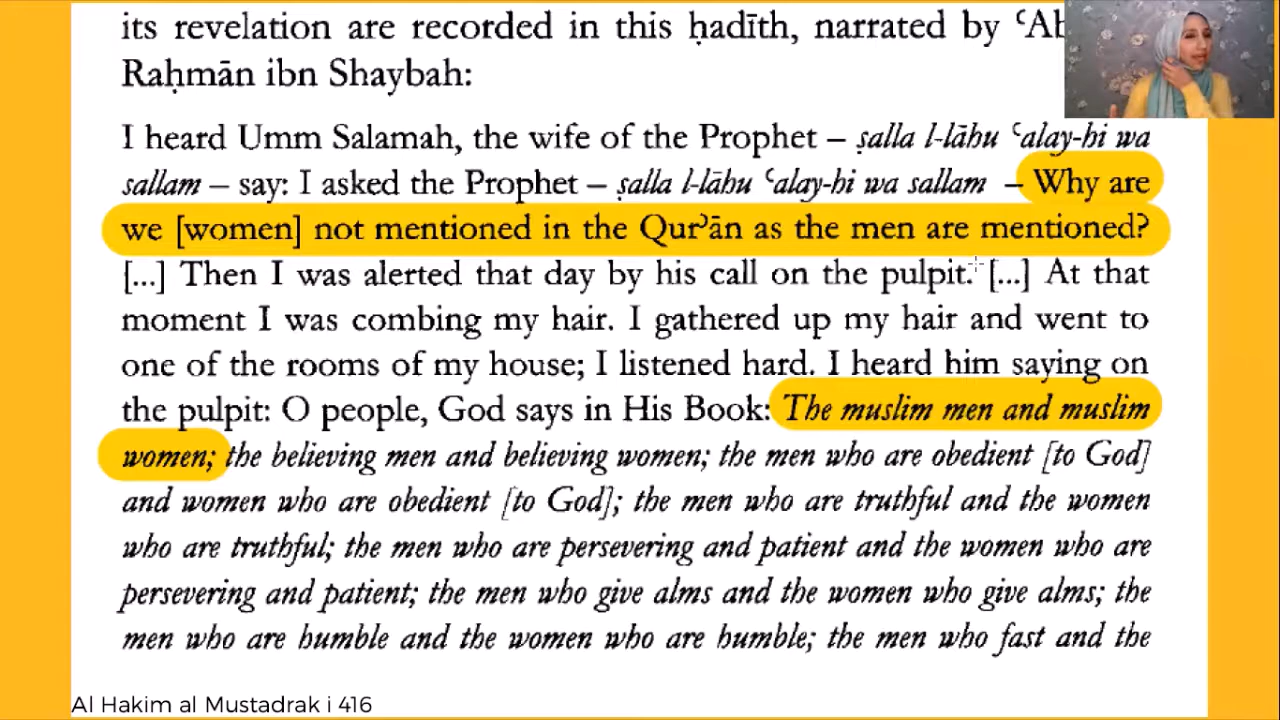 its revelation are recorded in this ḥadīth, narrated by
Raḥmān ibn Shaybah:
I heard Umm Salamah, the wife of the Prophet – ṣalla l-lāhu ʿalay-hi wa
sallam – say: I asked the Prophet – ṣalla l-lāhu ʿalay-hi wa sallam – Why are
we [women] not mentioned in the Qurʾān as the men are mentioned?
[...] Then I was alerted that day by his call on the pulpit. [...] At that
moment I was combing my hair. I gathered up my hair and went to
one of the rooms of my house; I listened hard. I heard him saying on
the pulpit: O people, God says in His Book: The muslim men and muslim
women; the believing men and believing women; the men who are obedient [to God]
and women who are obedient [to God]; the men who are truthful and the women
who are truthful; the men who are persevering and patient and the women who are
persevering and patient; the men who give alms and the women who give alms; the
men who are humble and the women who are humble; the men who fast and the
Al Hakim al Mustadrak i 416